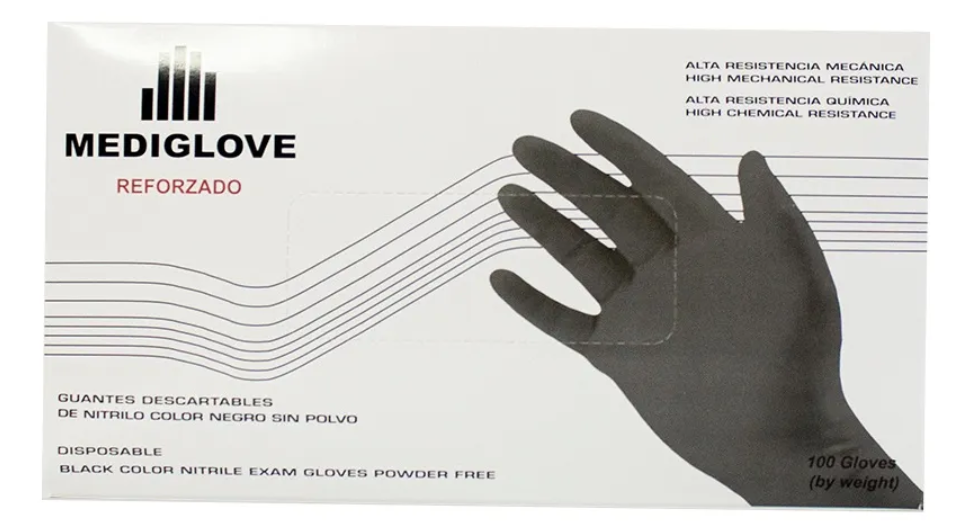 MEDIGLOVE
REFORZADO
ALTA RESISTENCIA MECÁNICA
HIGH MECHANICAL RESISTANCE
ALTA RESISTENCIA QUÍMICA
HIGH CHEMICAL RESISTANCE
GUANTES DESCARTABLES
DE NITRILO COLOR NEGRO SIN POLVO
DISPOSABLE
BLACK COLOR NITRILE EXAM GLOVES POWDER FREE
100 Gloves
(by weight)